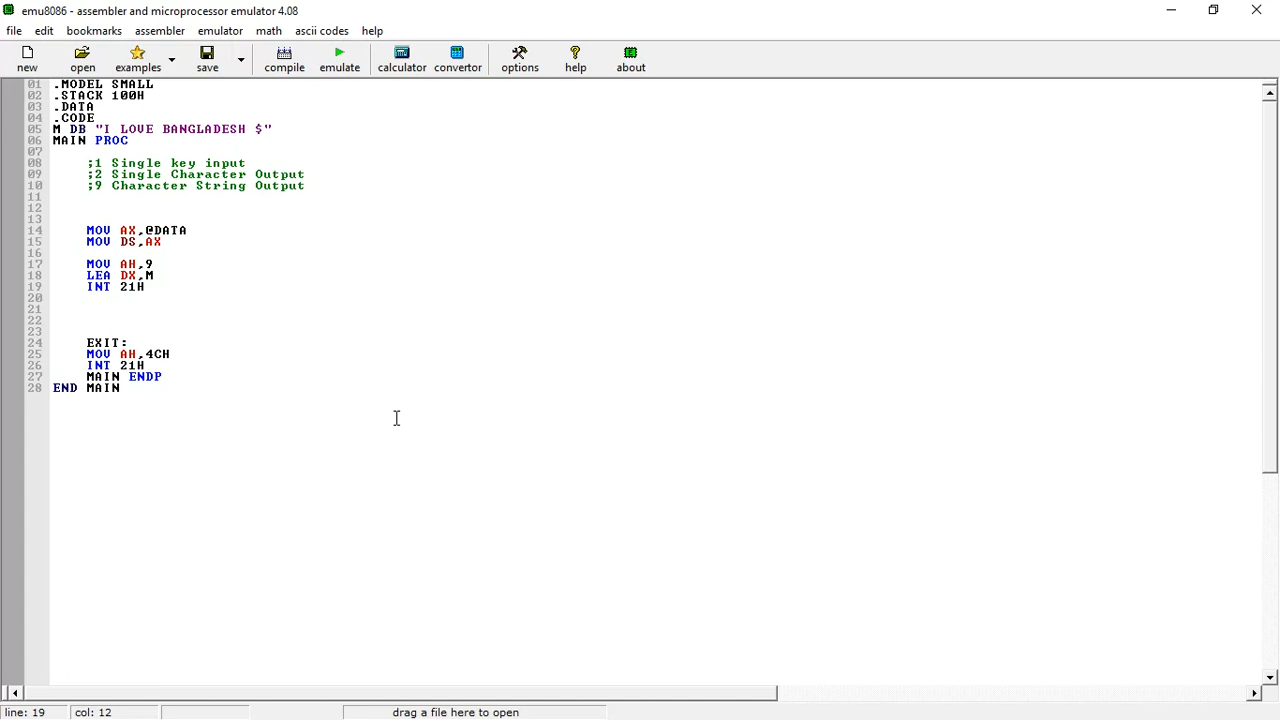 emu8086 - assembler and microprocessor emulator 4.08
file edit bookmarks assembler emulator math ascii codes help
new open examples save compile emulate calculator convertor options help about
01 .MODEL SMALL
02 .STACK 100H
03 .DATA
04 .CODE
05 M DB "I LOVE BANGLADESH $"
06 MAIN PROC
07
08 ;1 Single key input
09 ;2 Single Character Output
10 ;9 Character String Output
11
12
13
14 MOV AX,@DATA
15 MOV DS,AX
16
17 MOV AH,9
18 LEA DX,M
19 INT 21H
20
21
22
23
24 EXIT:
25 MOV AH,4CH
26 INT 21H
27 MAIN ENDP
28 END MAIN
line: 19 col: 12 drag a file here to open